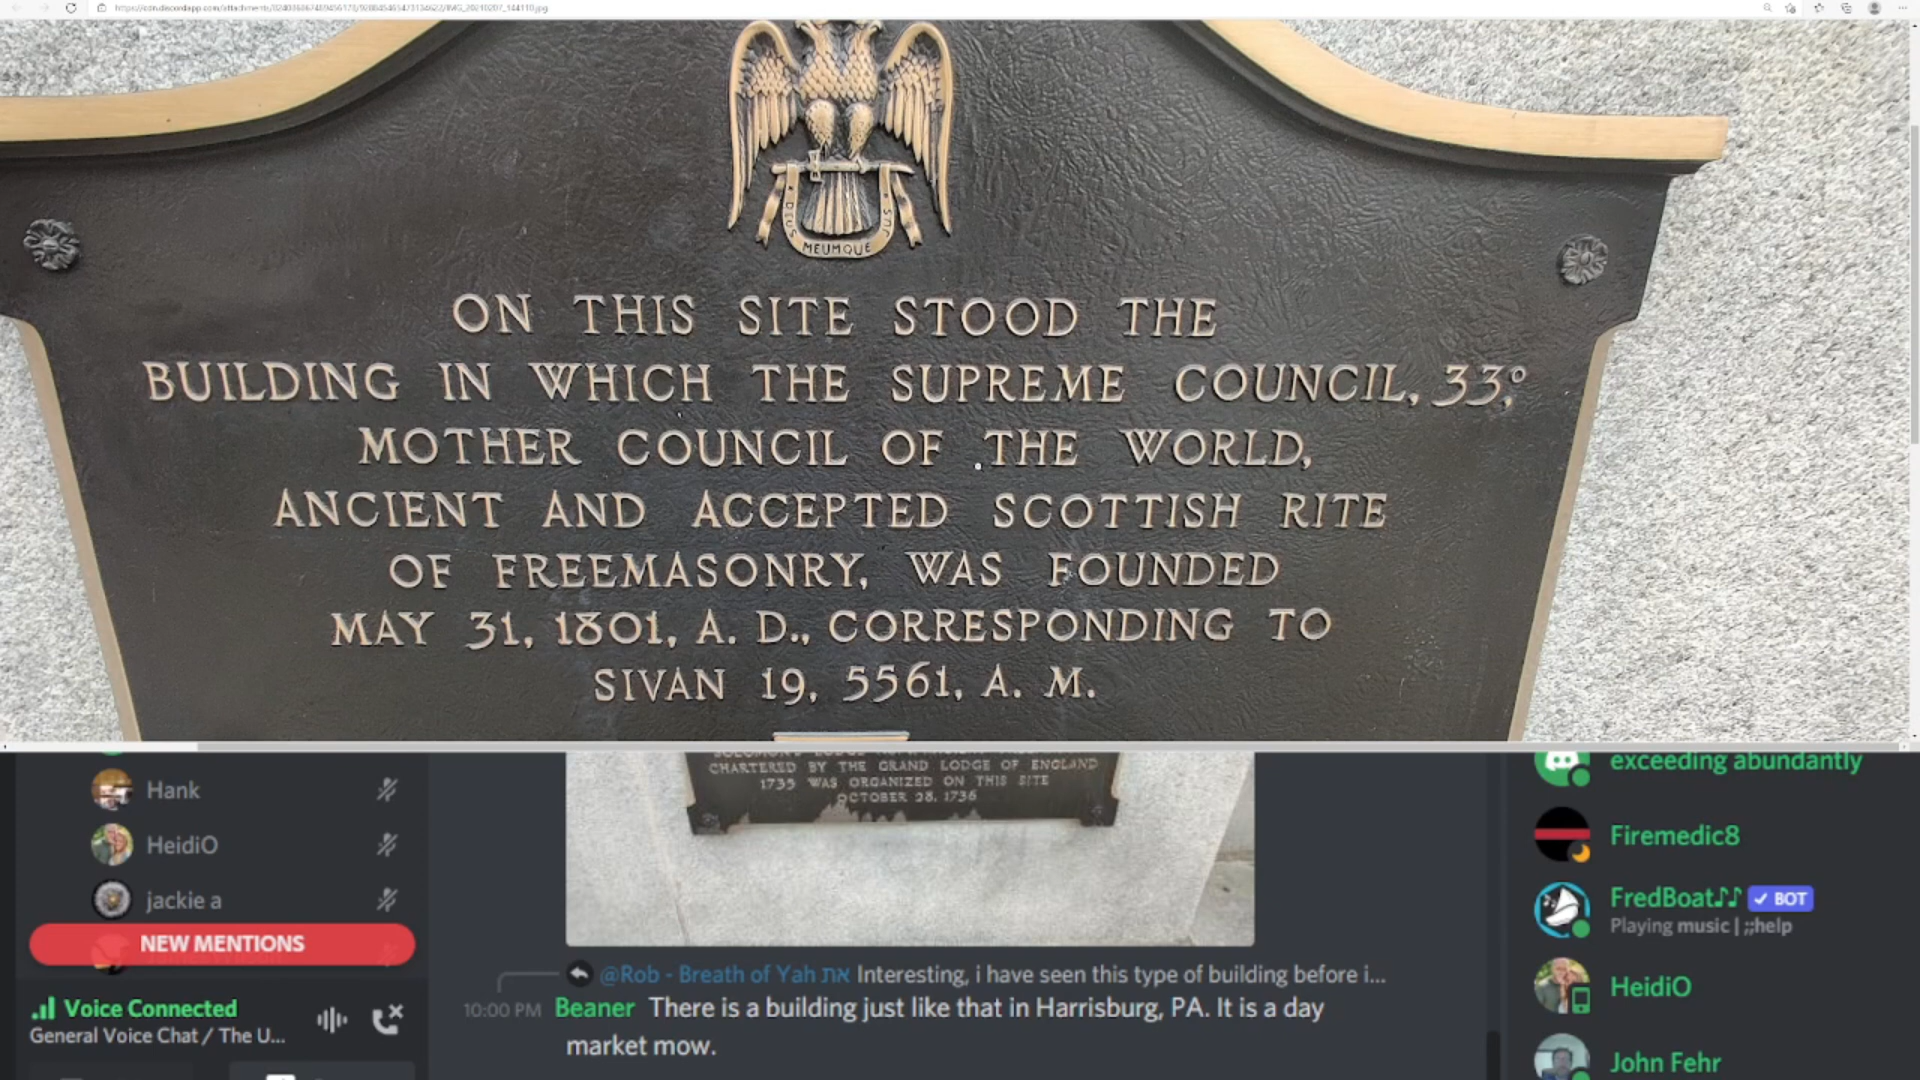 DEUS
MEUMQUE
JUS
ON THIS SITE STOOD THE
BUILDING IN WHICH THE SUPREME COUNCIL, 33°,
MOTHER COUNCIL OF THE WORLD,
ANCIENT AND ACCEPTED SCOTTISH RITE
OF FREEMASONRY, WAS FOUNDED
MAY 31, 1801, A. D., CORRESPONDING TO
SIVAN 19, 5561, A. M.
Hank
HeidiO
jackie a
NEW MENTIONS
Voice Connected
General Voice Chat / The U...
CHARTERED BY THE GRAND LODGE OF ENGLAND
1735 WAS ORGANIZED ON THIS SITE
OCTOBER 28, 1736
@Rob - Breath of Yah את Interesting, i have seen this type of building before i...
10:00 PM Beaner There is a building just like that in Harrisburg, PA. It is a day
market mow.
exceeding abundantly
Firemedic8
FredBoat♪♪ ✓ BOT
Playing music | ;;help
HeidiO
John Fehr